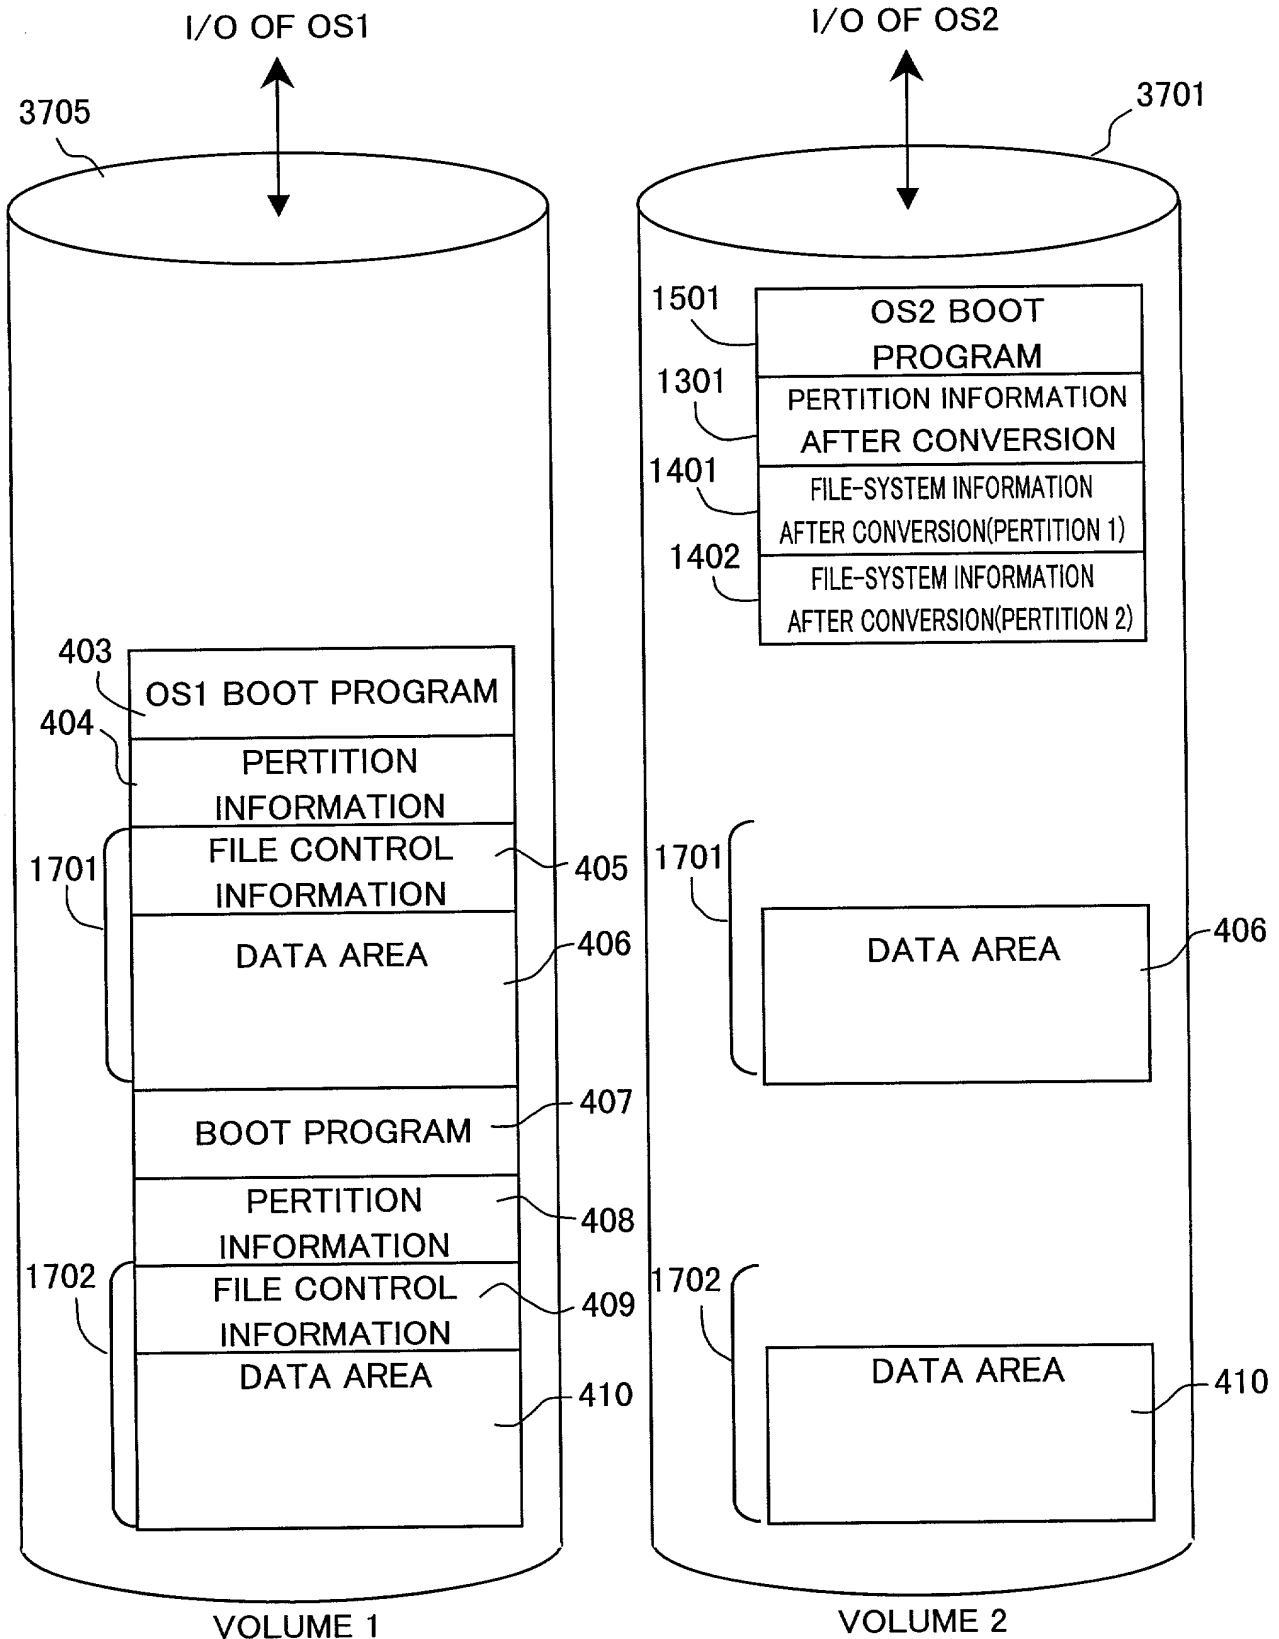 I/O OF OS1
3705
403
OS1 BOOT PROGRAM
404
PERTITION
INFORMATION
1701
FILE CONTROL
INFORMATION
405
DATA AREA
406
BOOT PROGRAM
407
PERTITION
INFORMATION
408
1702
FILE CONTROL
INFORMATION
409
DATA AREA
410
VOLUME 1
I/O OF OS2
3701
1501
OS2 BOOT
PROGRAM
1301
PERTITION INFORMATION
AFTER CONVERSION
1401
FILE-SYSTEM INFORMATION
AFTER CONVERSION(PERTITION 1)
1402
FILE-SYSTEM INFORMATION
AFTER CONVERSION(PERTITION 2)
1701
DATA AREA
406
1702
DATA AREA
410
VOLUME 2